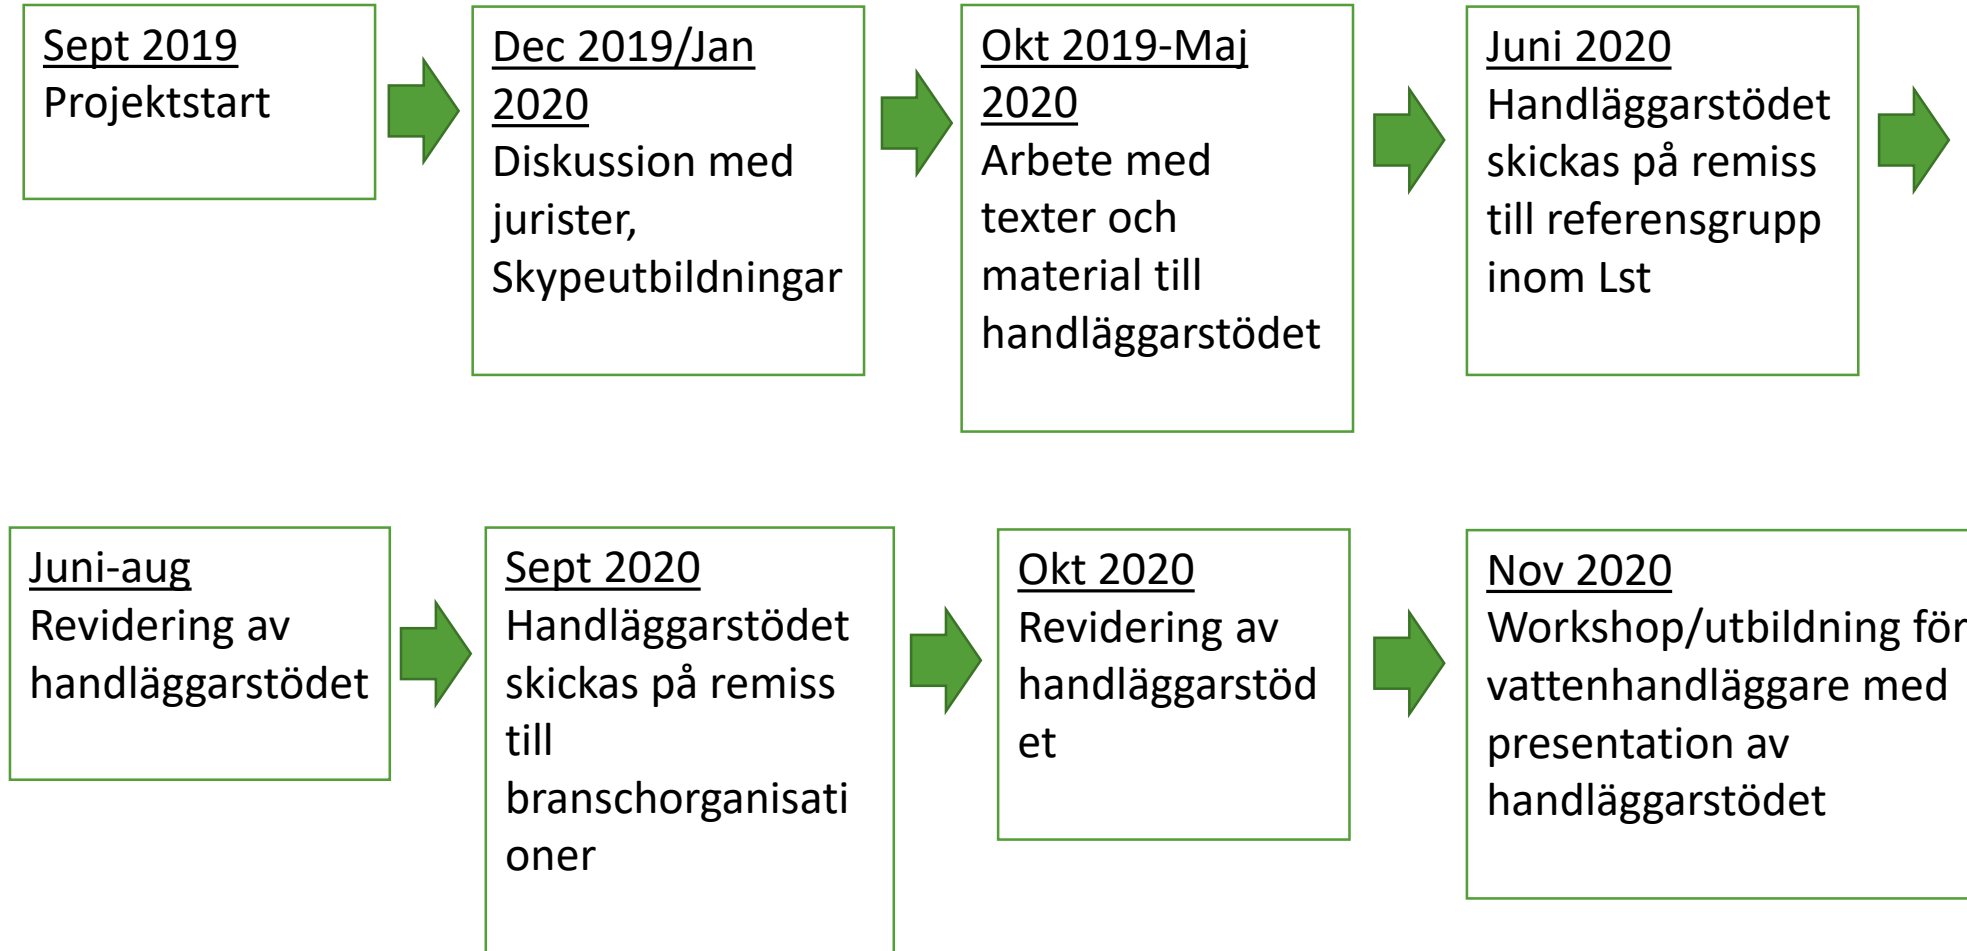 Sept 2019
Projektstart
Dec 2019/Jan
2020
Diskussion med
jurister,
Skypeutbildningar
Okt 2019-Maj
2020
Arbete med
texter och
material till
handläggarstödet
Juni 2020
Handläggarstödet
skickas på remiss
till referensgrupp
inom Lst
Juni-aug
Revidering av
handläggarstödet
Sept 2020
Handläggarstödet
skickas på remiss
till
branschorganisati
oner
Okt 2020
Revidering av
handläggarstöd
et
Nov 2020
Workshop/utbildning för
vattenhandläggare med
presentation av
handläggarstödet